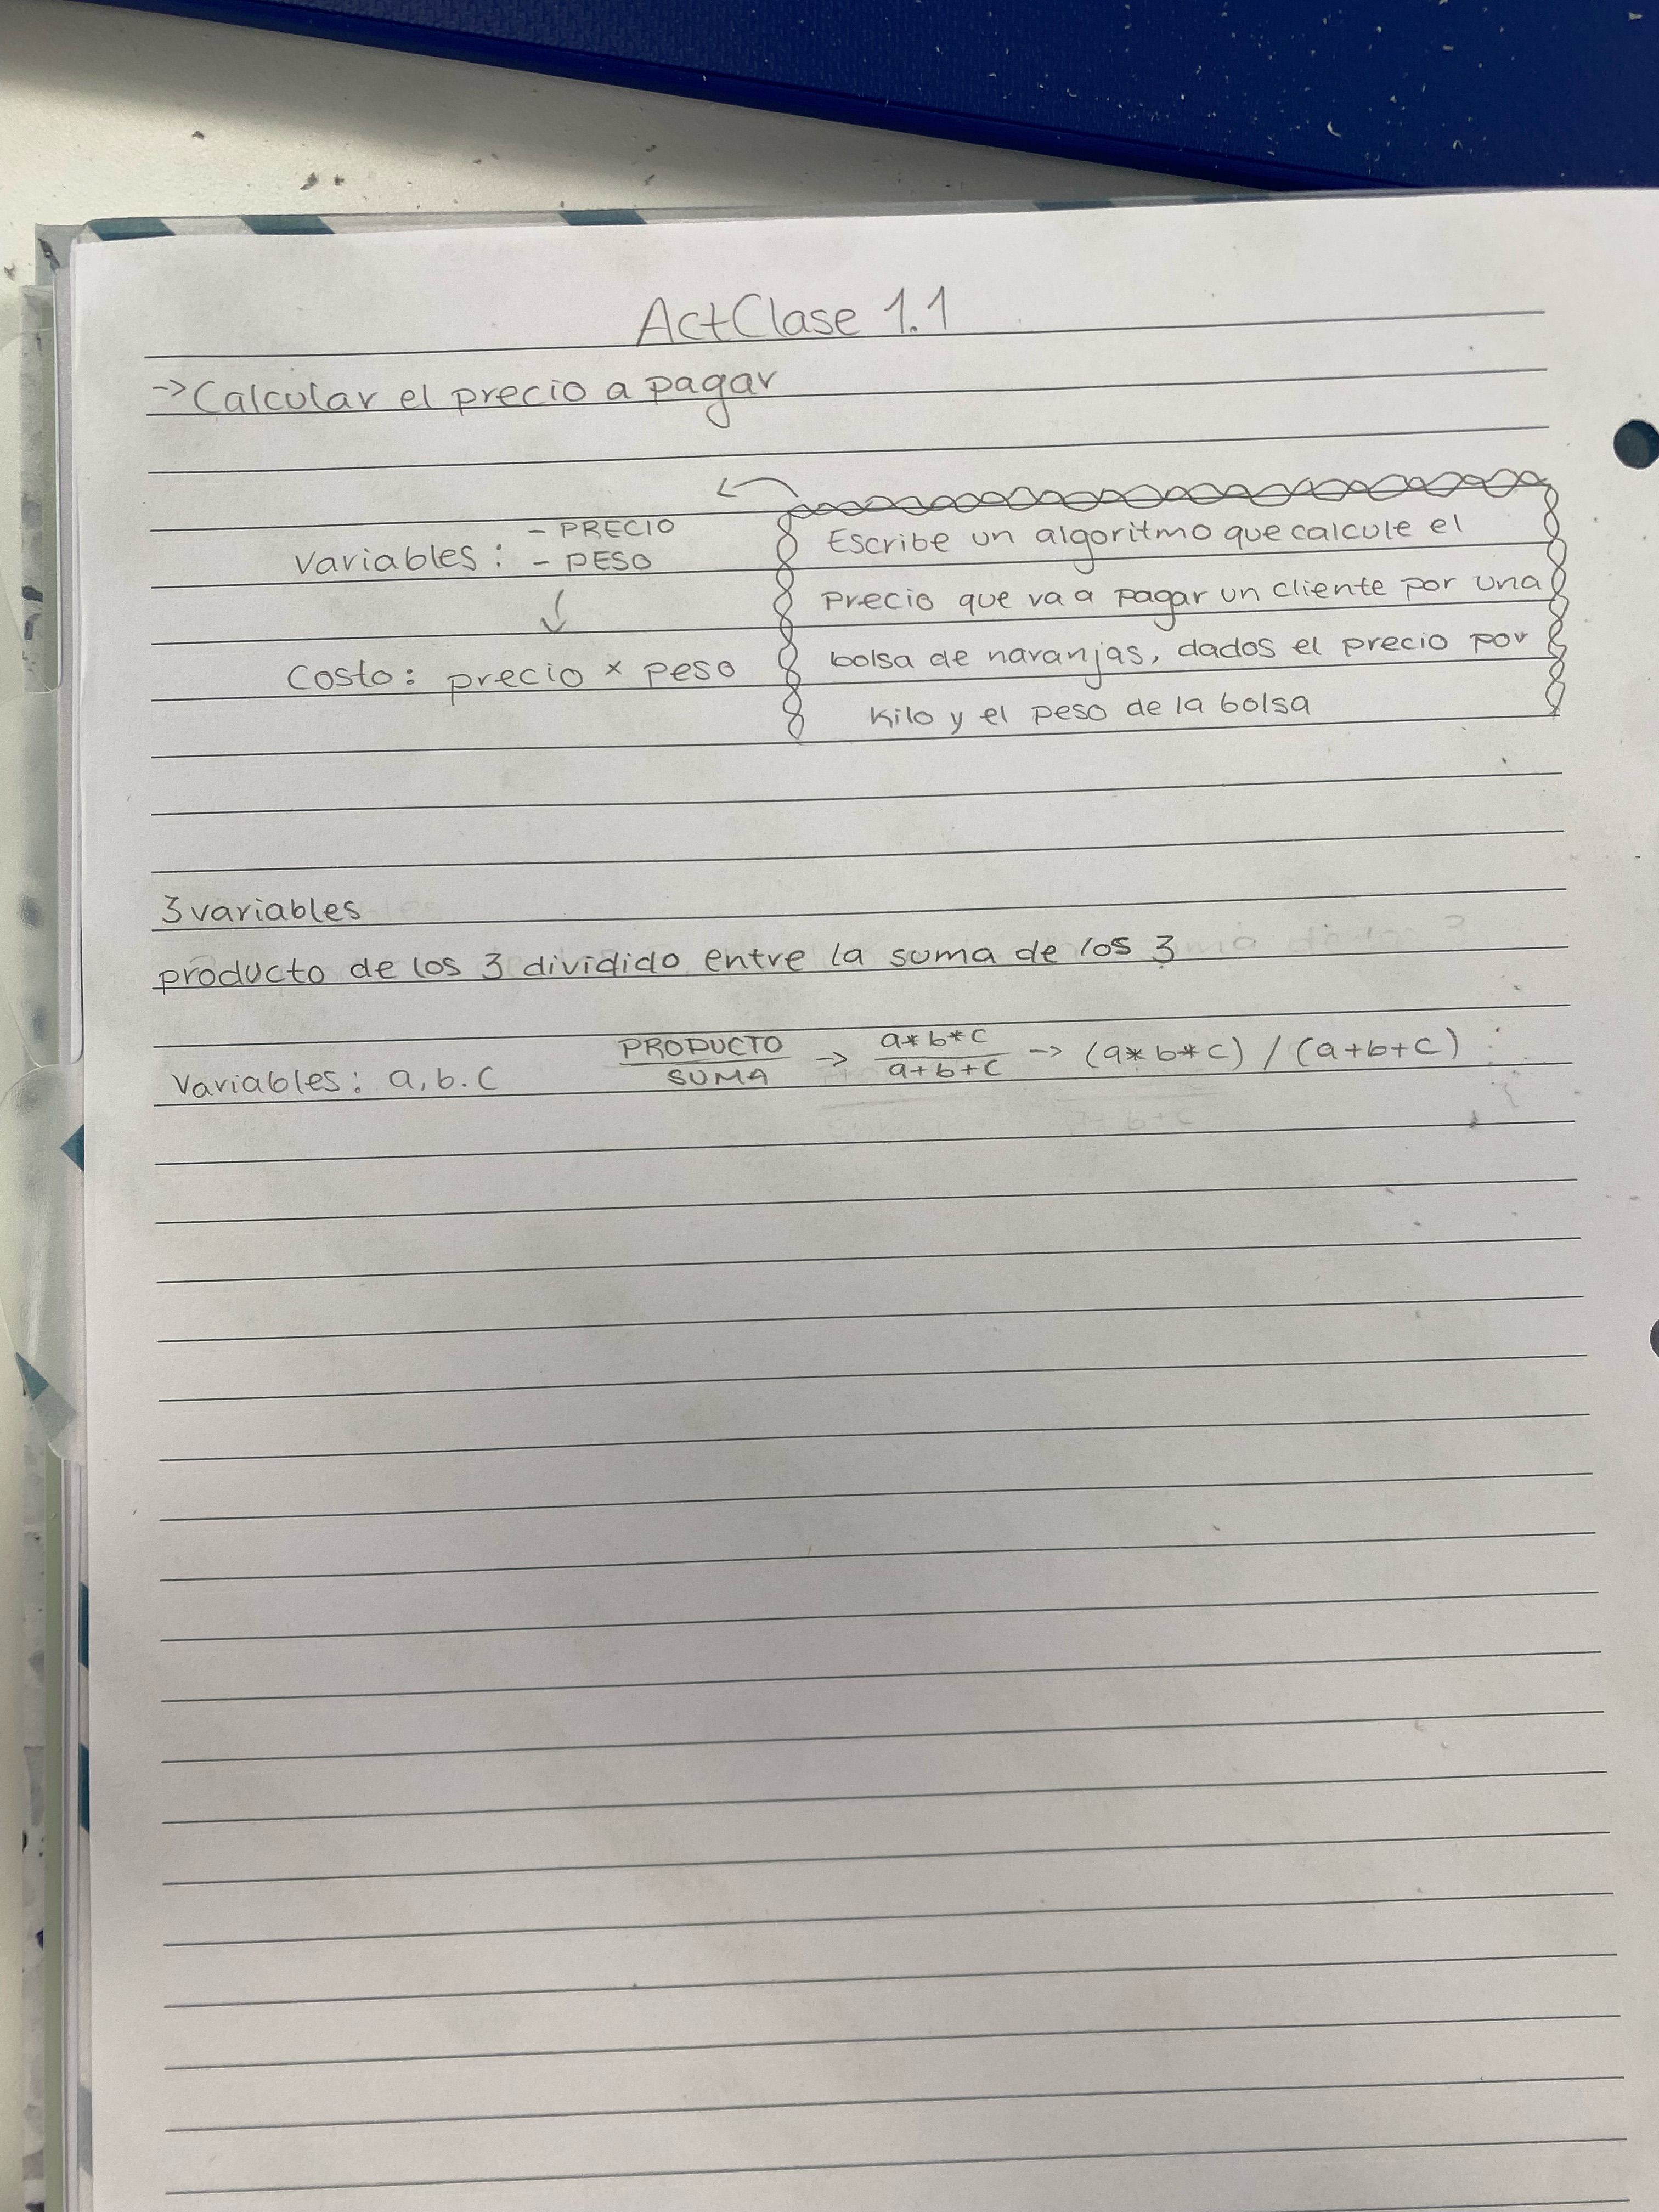 ActClase 1.1
->Calcular el precio a pagar
Variables: - PRECIO
- PESO
Costo: precio x peso
Escribe un algoritmo que calcule el
precio que va a pagar un cliente por una
bolsa de naranjas, dados el precio por
kilo y el peso de la bolsa
3 variables
producto de los 3 dividido entre la suma de los 3
Variables: a, b. c
PRODUCTO
SUMA
->
a*b*c
a+b+c
-> (a*b*c) / (a+b+c)